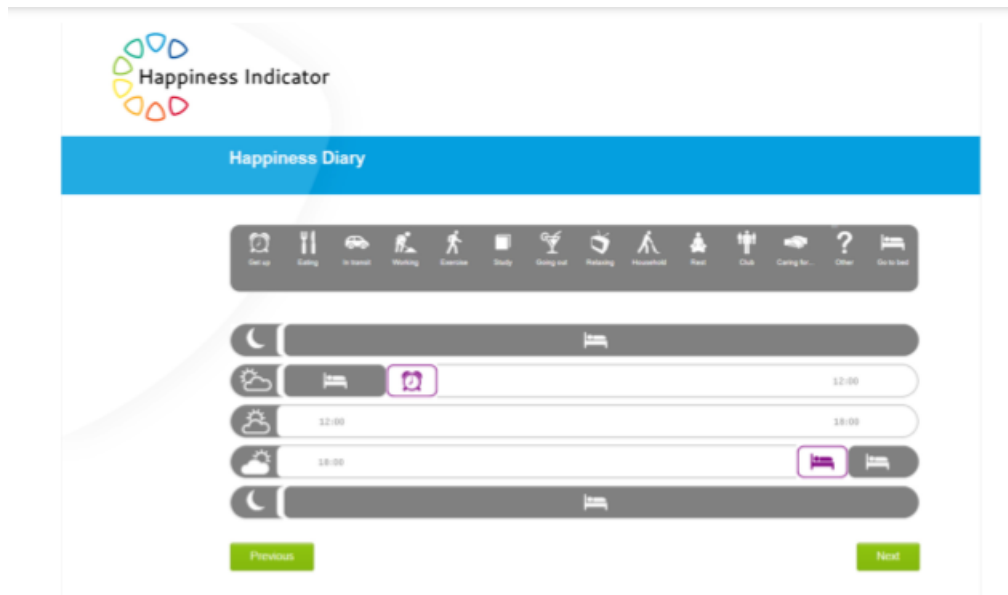 Happiness Indicator
Happiness Diary
Get up Eating In transit Working Exercise Study Going out Relaxing Household Rest Club Caring for... Other Go to bed
12:00
12:00 18:00
18:00
Previous Next